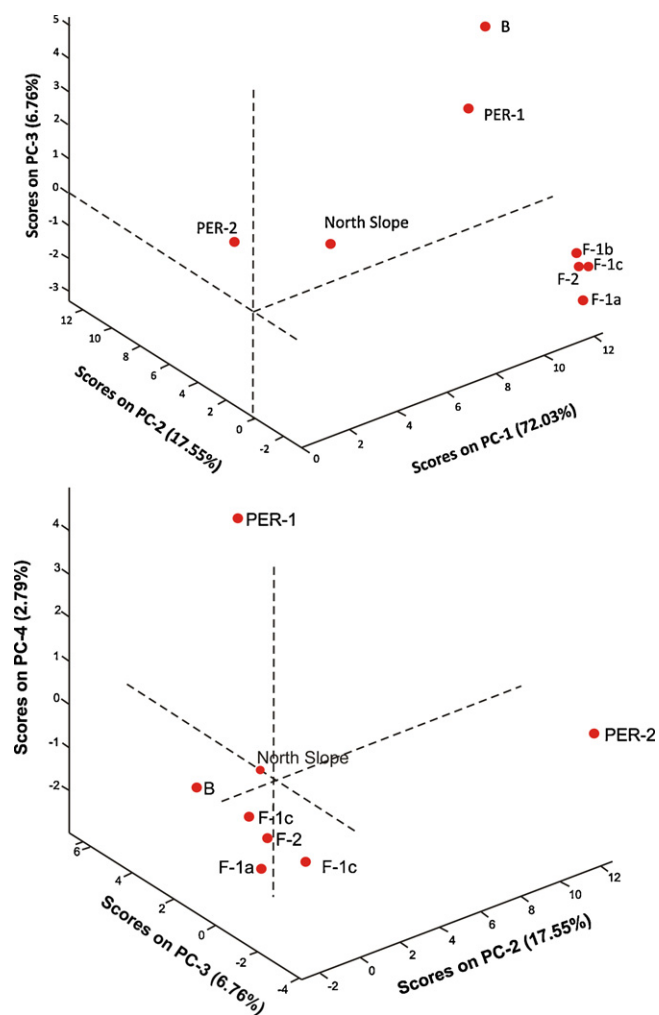 5
4
3
2
1
0
-1
-2
-3
Scores on PC-3 (6.76%)
B
PER-1
PER-2
North Slope
F-1b
F-1c
F-2
F-1a
12
10
8
6
4
2
0
-2
Scores on PC-2 (17.55%)
0
2
4
6
8
10
12
Scores on PC-1 (72.03%)
4
3
2
1
0
-1
-2
Scores on PC-4 (2.79%)
PER-1
PER-2
North Slope
B
F-1c
F-2
F-1a
F-1c
6
4
2
0
-2
-4
Scores on PC-3 (6.76%)
-2
0
2
4
6
8
10
12
Scores on PC-2 (17.55%)